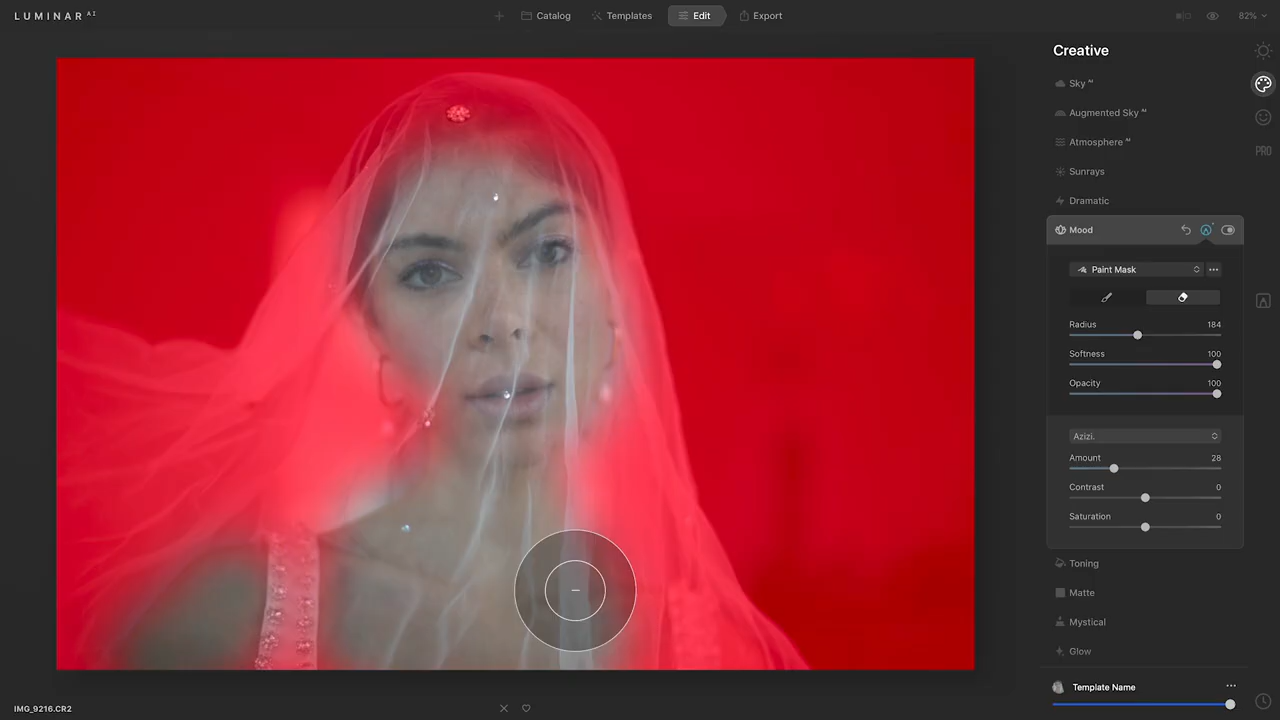 LUMINAR AI
Catalog
Templates
Edit
Export
82%
Creative
Sky AI
Augmented Sky AI
Atmosphere AI
Sunrays
Dramatic
Mood
Paint Mask
Radius 184
Softness 100
Opacity 100
Azizi.
Amount 28
Contrast 0
Saturation 0
Toning
Matte
Mystical
Glow
Template Name
PRO
IMG_9216.CR2